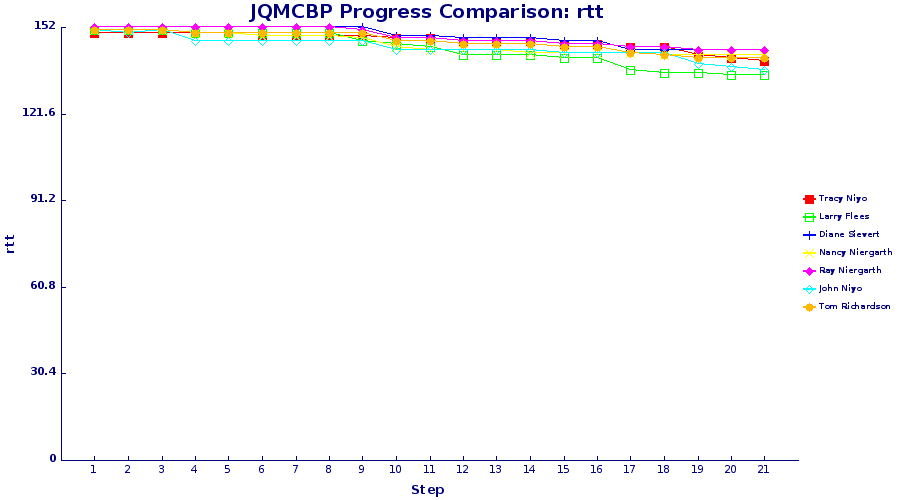 JQMCBP Progress Comparison: rtt
152
121.6
91.2
60.8
30.4
0
rtt
1 2 3 4 5 6 7 8 9 10 11 12 13 14 15 16 17 18 19 20 21
Step
Tracy Niyo
Larry Flees
Diane Sievert
Nancy Niergarth
Ray Niergarth
John Niyo
Tom Richardson